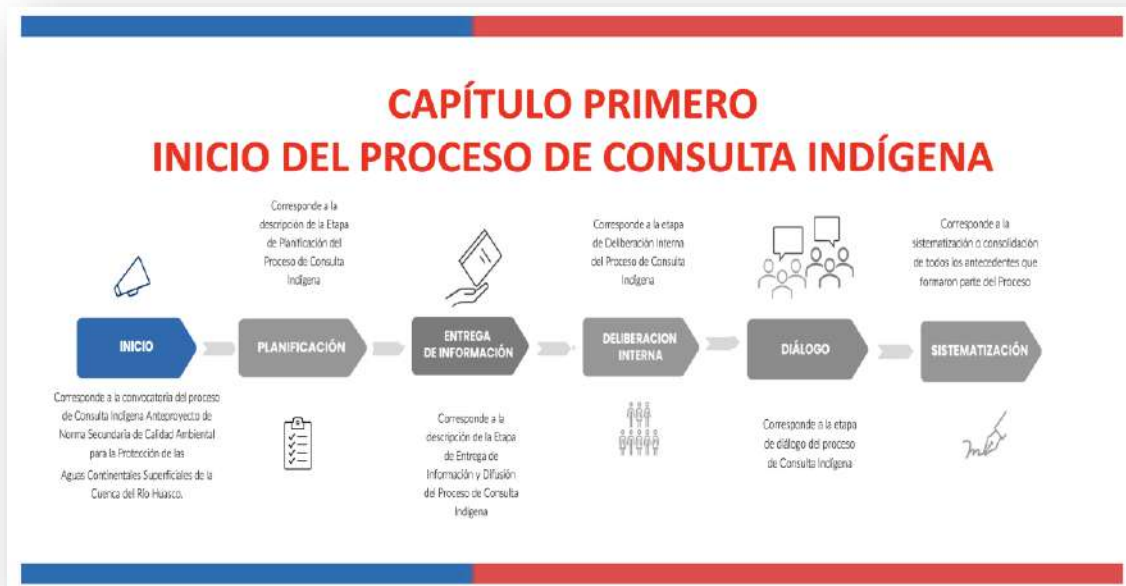 CAPÍTULO PRIMERO
INICIO DEL PROCESO DE CONSULTA INDÍGENA
INICIO
Corresponde a la convocatoria del proceso
de Consulta Indígena Anteproyecto de
Norma Secundaria de Calidad Ambiental
para la Protección de las
Aguas Continentales Superficiales de la
Cuenca del Río Huasco.
Corresponde a la
descripción de la Etapa
de Planificación del
Proceso de Consulta
Indígena
PLANIFICACIÓN
ENTREGA
DE INFORMACIÓN
Corresponde a la
descripción de la Etapa
de Entrega de
Información y Difusión
del Proceso de Consulta
Indígena
Corresponde a la etapa
de Deliberación Interna
del Proceso de Consulta
Indígena
DELIBERACION
INTERNA
DIÁLOGO
Corresponde a la etapa
de diálogo del proceso
de Consulta Indígena
Corresponde a la
sistematización o consolidación
de todos los antecedentes que
formaron parte del Proceso
SISTEMATIZACIÓN